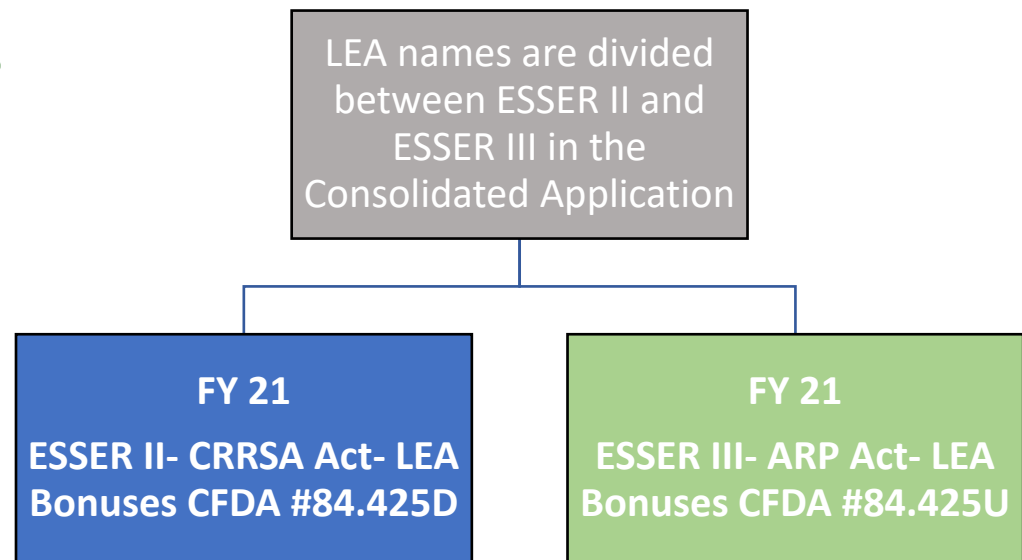 LEA names are divided
between ESSER II and
ESSER III in the
Consolidated Application
FY 21
ESSER II- CRRSA Act- LEA
Bonuses CFDA #84.425D
FY 21
ESSER III- ARP Act- LEA
Bonuses CFDA #84.425U